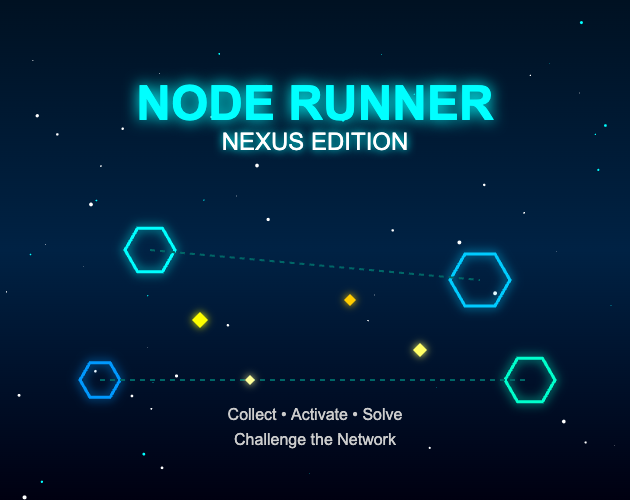 NODE RUNNER
NEXUS EDITION
Collect • Activate • Solve
Challenge the Network